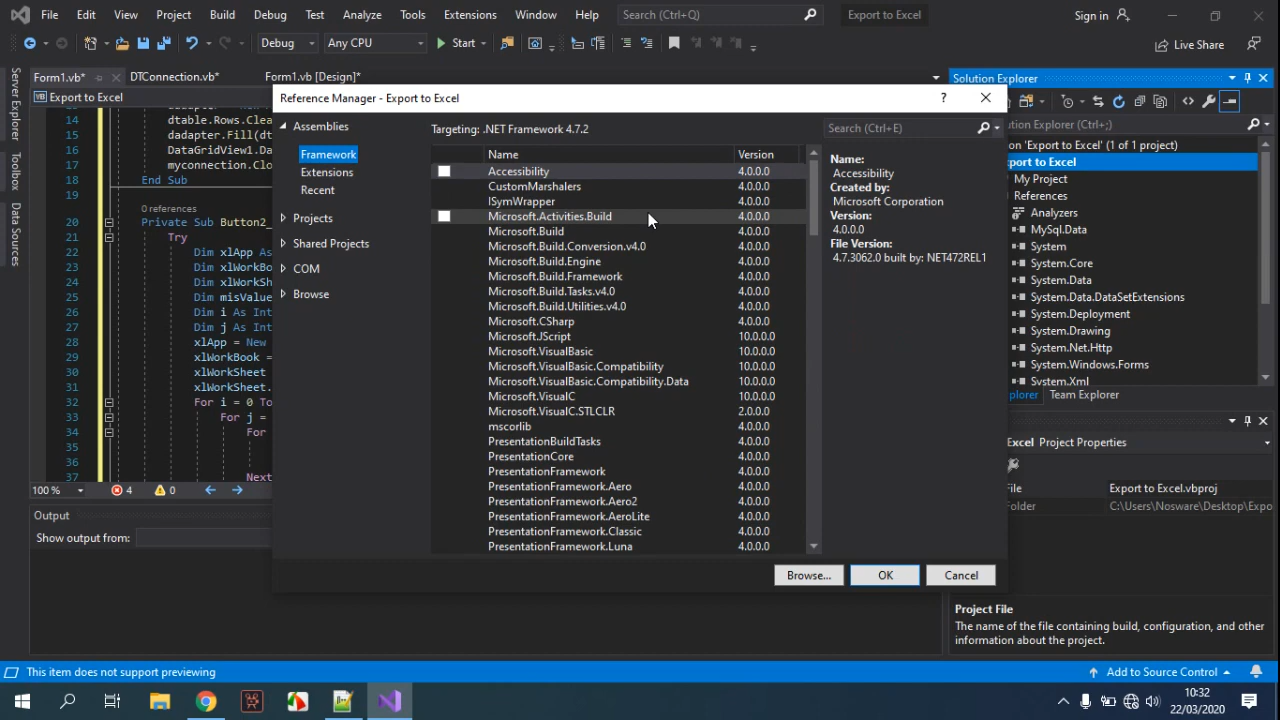 File Edit View Project Build Debug Test Analyze Tools Extensions Window Help Search (Ctrl+Q) Export to Excel Sign in
Debug Any CPU Start Live Share
Form1.vb* DTConnection.vb* Form1.vb [Design]* Solution Explorer
Export to Excel
Server Explorer
Toolbox
Data Sources
14 dtable.Rows.Clea
15 dadapter.Fill(dt
16 DataGridView1.Da
17 myconnection.Clo
18 End Sub
19
0 references
20 Private Sub Button2_
21 Try
22 Dim xlApp As
23 Dim xlWorkBo
24 Dim xlWorkSh
25 Dim misValue
26 Dim i As Int
27 Dim j As Int
28 xlApp = New
29 xlWorkBook =
30 xlWorkSheet
31 xlWorkSheet.
32 For i = 0 To
33 For j =
34 For
35
36
37 Next
100 % 4 0
Output
Show output from:
Reference Manager - Export to Excel
?
Assemblies
Framework
Extensions
Recent
Projects
Shared Projects
COM
Browse
Targeting: .NET Framework 4.7.2
Search (Ctrl+E)
Name Version
Accessibility 4.0.0.0
CustomMarshalers 4.0.0.0
ISymWrapper 4.0.0.0
Microsoft.Activities.Build 4.0.0.0
Microsoft.Build 4.0.0.0
Microsoft.Build.Conversion.v4.0 4.0.0.0
Microsoft.Build.Engine 4.0.0.0
Microsoft.Build.Framework 4.0.0.0
Microsoft.Build.Tasks.v4.0 4.0.0.0
Microsoft.Build.Utilities.v4.0 4.0.0.0
Microsoft.CSharp 4.0.0.0
Microsoft.JScript 10.0.0.0
Microsoft.VisualBasic 10.0.0.0
Microsoft.VisualBasic.Compatibility 10.0.0.0
Microsoft.VisualBasic.Compatibility.Data 10.0.0.0
Microsoft.VisualC 10.0.0.0
Microsoft.VisualC.STLCLR 2.0.0.0
mscorlib 4.0.0.0
PresentationBuildTasks 4.0.0.0
PresentationCore 4.0.0.0
PresentationFramework 4.0.0.0
PresentationFramework.Aero 4.0.0.0
PresentationFramework.Aero2 4.0.0.0
PresentationFramework.AeroLite 4.0.0.0
PresentationFramework.Classic 4.0.0.0
PresentationFramework.Luna 4.0.0.0
Name:
Accessibility
Created by:
Microsoft Corporation
Version:
4.0.0.0
File Version:
4.7.3062.0 built by: NET472REL1
Browse... OK Cancel
ution Explorer (Ctrl+;)
on 'Export to Excel' (1 of 1 project)
port to Excel
My Project
References
Analyzers
MySql.Data
System
System.Core
System.Data
System.Data.DataSetExtensions
System.Deployment
System.Drawing
System.Net.Http
System.Windows.Forms
System.Xml
plorer Team Explorer
Excel Project Properties
File Export to Excel.vbproj
Folder C:\Users\Nosware\Desktop\Expo
Project File
The name of the file containing build, configuration, and other
information about the project.
This item does not support previewing Add to Source Control
10:32
22/03/2020